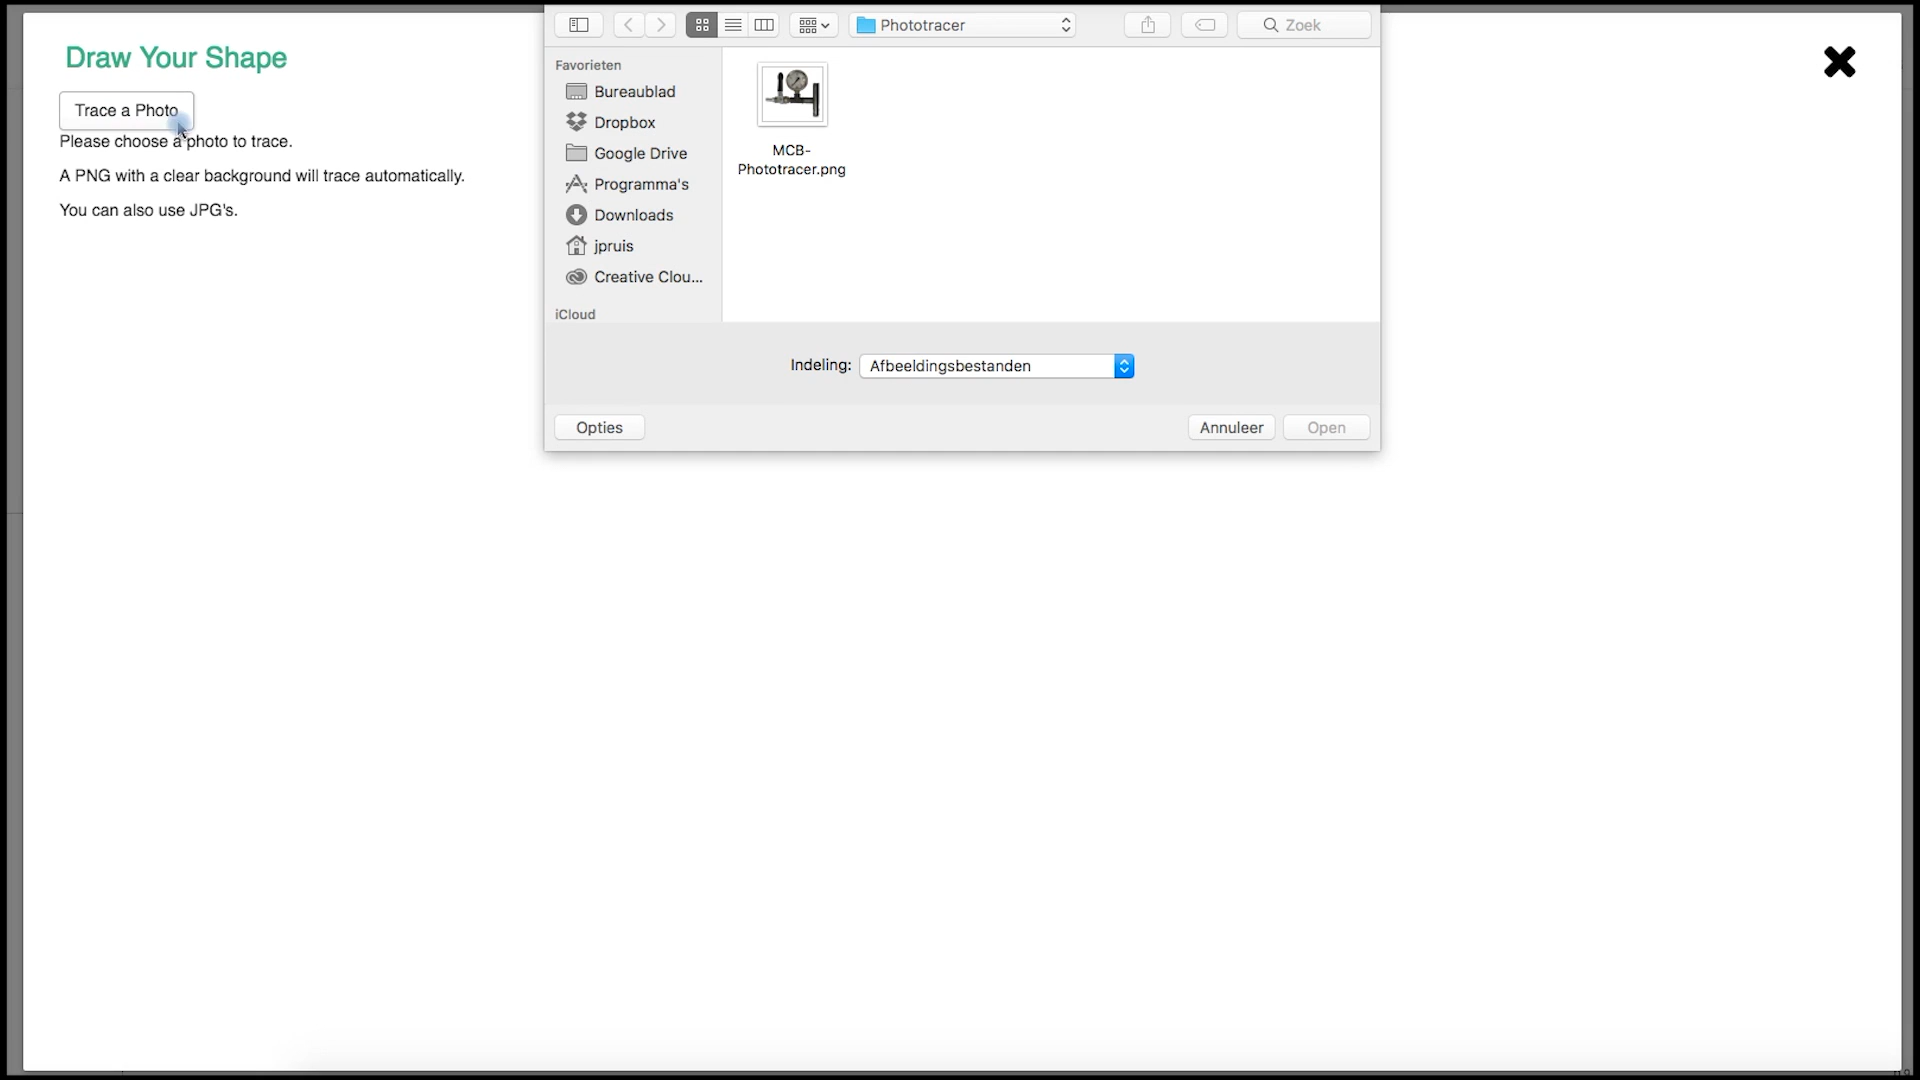 Draw Your Shape
Trace a Photo
Please choose a photo to trace.
A PNG with a clear background will trace automatically.
You can also use JPG's.
Phototracer
Zoek
Favorieten
Bureaublad
Dropbox
Google Drive
Programma's
Downloads
jpruis
Creative Clou...
iCloud
MCB-
Phototracer.png
Indeling:
Afbeeldingsbestanden
Opties
Annuleer
Open